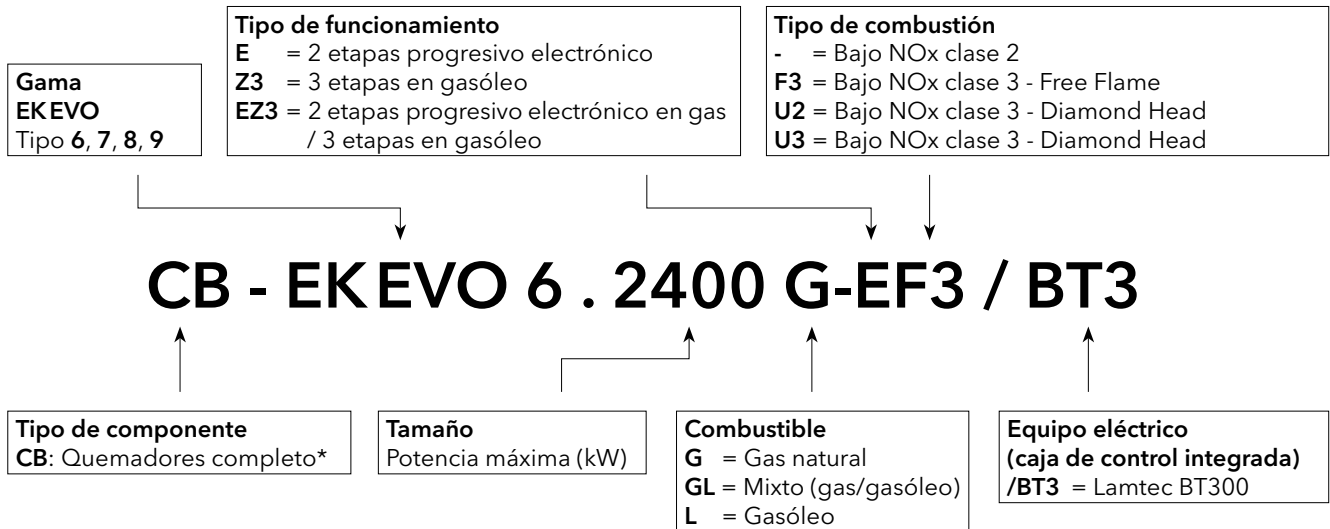 Gama
EK EVO
Tipo 6, 7, 8, 9
Tipo de funcionamiento
E = 2 etapas progresivo electrónico
Z3 = 3 etapas en gasóleo
EZ3 = 2 etapas progresivo electrónico en gas
/ 3 etapas en gasóleo
Tipo de combustión
- = Bajo NOx clase 2
F3 = Bajo NOx clase 3 - Free Flame
U2 = Bajo NOx clase 3 - Diamond Head
U3 = Bajo NOx clase 3 - Diamond Head
CB - EK EVO 6 . 2400 G-EF3 / BT3
Tipo de componente
CB: Quemadores completo*
Tamaño
Potencia máxima (kW)
Combustible
G = Gas natural
GL = Mixto (gas/gasóleo)
L = Gasóleo
Equipo eléctrico
(caja de control integrada)
/BT3 = Lamtec BT300